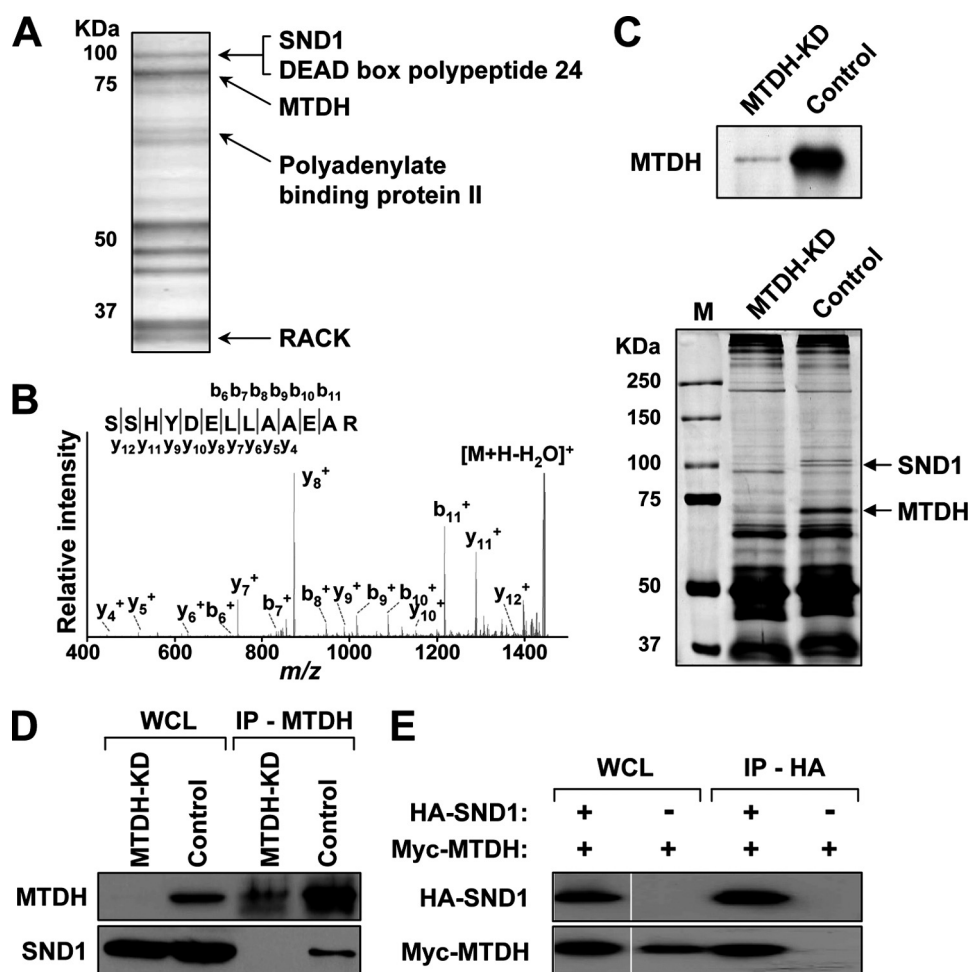 A
KDa
100
75
50
37
SND1
DEAD box polypeptide 24
MTDH
Polyadenylate
binding protein II
RACK
B
b6b7b8b9b10b11
SSHYDELLAAEAR
y12y11y9y10y8y7y6y5y4
[M+H-H2O]+
y8+
b11+
y11+
y7+
y4+ y5+ y6+ b6+ b7+ b8+ y9+ b9+ b10+ y10+ y12+
Relative intensity
400 600 800 1000 1200 1400
m/z
C
MTDH-KD Control
MTDH
M MTDH-KD Control
KDa
250
150
100
75
50
37
SND1
MTDH
D
WCL IP - MTDH
MTDH-KD Control MTDH-KD Control
MTDH
SND1
E
WCL IP - HA
HA-SND1: + - + -
Myc-MTDH: + + + +
HA-SND1
Myc-MTDH